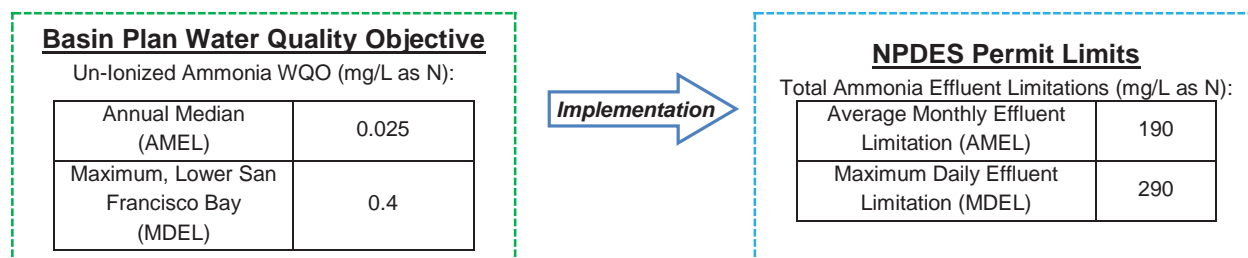 Basin Plan Water Quality Objective
Un-Ionized Ammonia WQO (mg/L as N):
Annual Median
(AMEL)
0.025
Maximum, Lower San
Francisco Bay
(MDEL)
0.4
Implementation
NPDES Permit Limits
Total Ammonia Effluent Limitations (mg/L as N):
Average Monthly Effluent
Limitation (AMEL)
190
Maximum Daily Effluent
Limitation (MDEL)
290